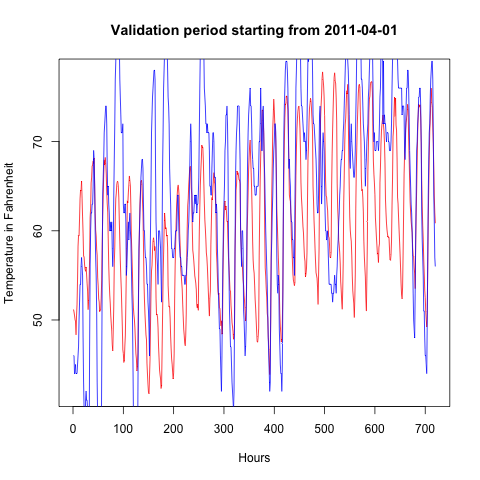 Validation period starting from 2011-04-01
Temperature in Fahrenheit
50
60
70
0 100 200 300 400 500 600 700
Hours